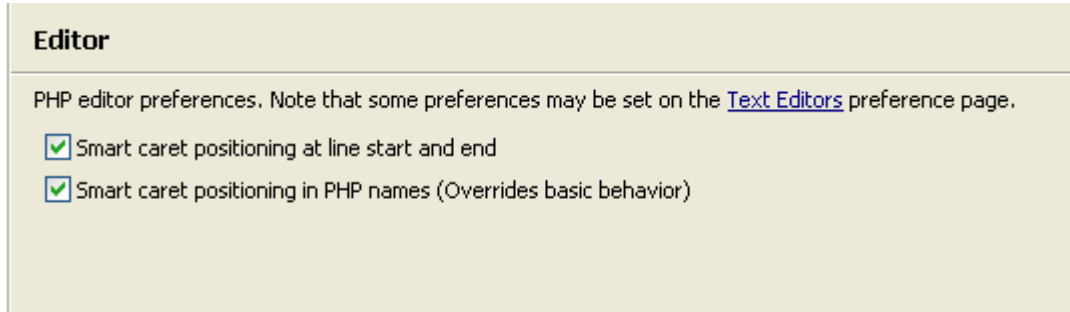 Editor
PHP editor preferences. Note that some preferences may be set on the Text Editors preference page.
Smart caret positioning at line start and end
Smart caret positioning in PHP names (Overrides basic behavior)